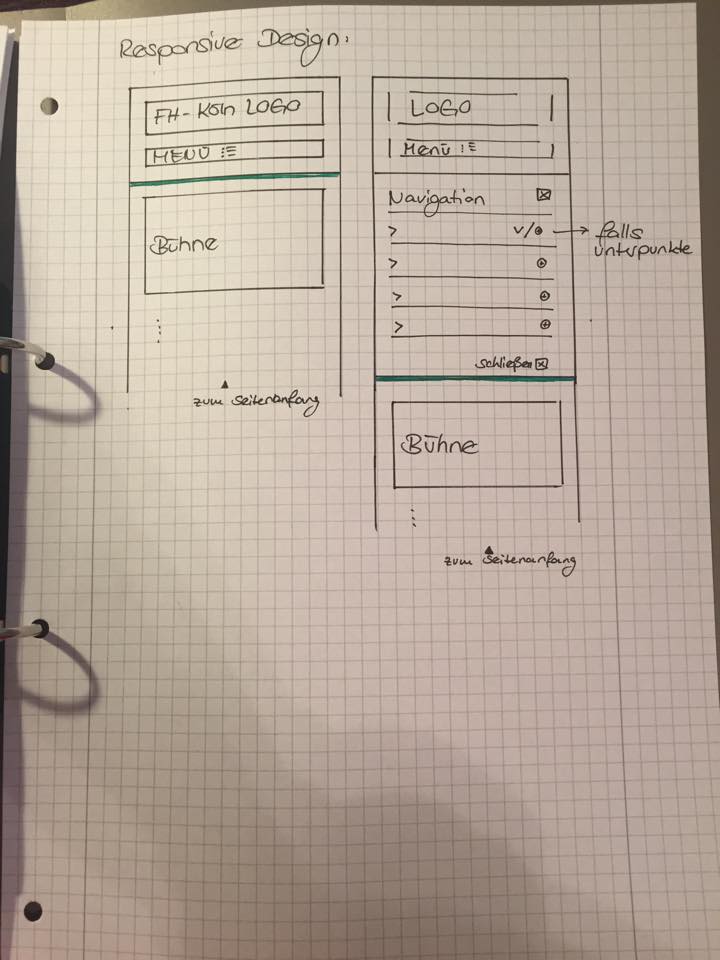 Responsive Design:
FH-Köln LOGO
MENÜ
Bühne
zum Seitenanfang
LOGO
Menü
Navigation
> v/
falls
unterpunkte
>
>
>
schließen
Bühne
zum Seitenanfang